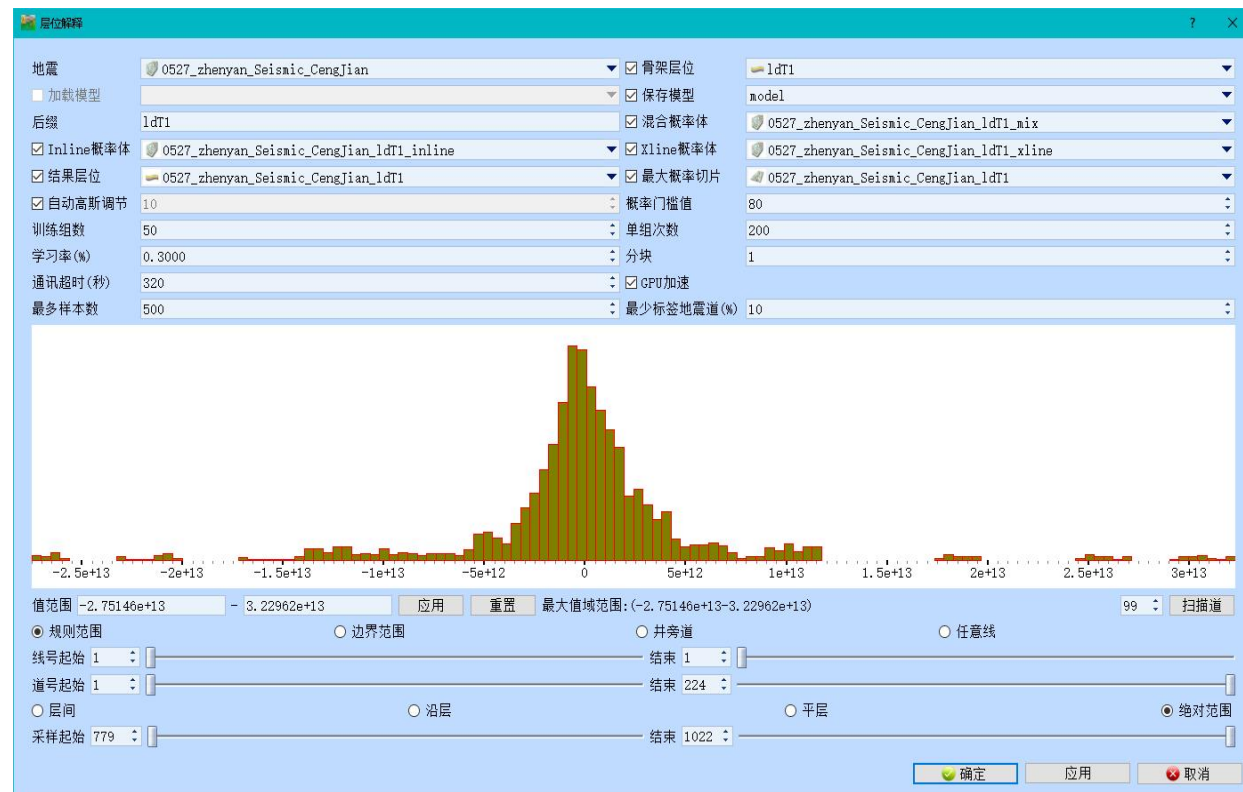 层位解释 ? ×
地震 0527_zhenyan_Seismic_CengJian 骨架层位 ldT1
加载模型 保存模型 model
后缀 ldT1 混合概率体 0527_zhenyan_Seismic_CengJian_ldT1_mix
Inline概率体 0527_zhenyan_Seismic_CengJian_ldT1_inline Xline概率体 0527_zhenyan_Seismic_CengJian_ldT1_xline
结果层位 0527_zhenyan_Seismic_CengJian_ldT1 最大概率切片 0527_zhenyan_Seismic_CengJian_ldT1
自动高斯调节 10 概率门槛值 80
训练组数 50 单组次数 200
学习率(%) 0.3000 分块 1
通讯超时(秒) 320 GPU加速
最多样本数 500 最少标签地震道(%) 10
-2.5e+13 -2e+13 -1.5e+13 -1e+13 -5e+12 0 5e+12 1e+13 1.5e+13 2e+13 2.5e+13 3e+13
值范围 -2.75146e+13 - 3.22962e+13 应用 重置 最大值域范围:(-2.75146e+13-3.22962e+13) 99 扫描道
规则范围 边界范围 井旁道 任意线
线号起始 1 结束 1
道号起始 1 结束 224
层间 沿层 平层 绝对范围
采样起始 779 结束 1022
确定 应用 取消